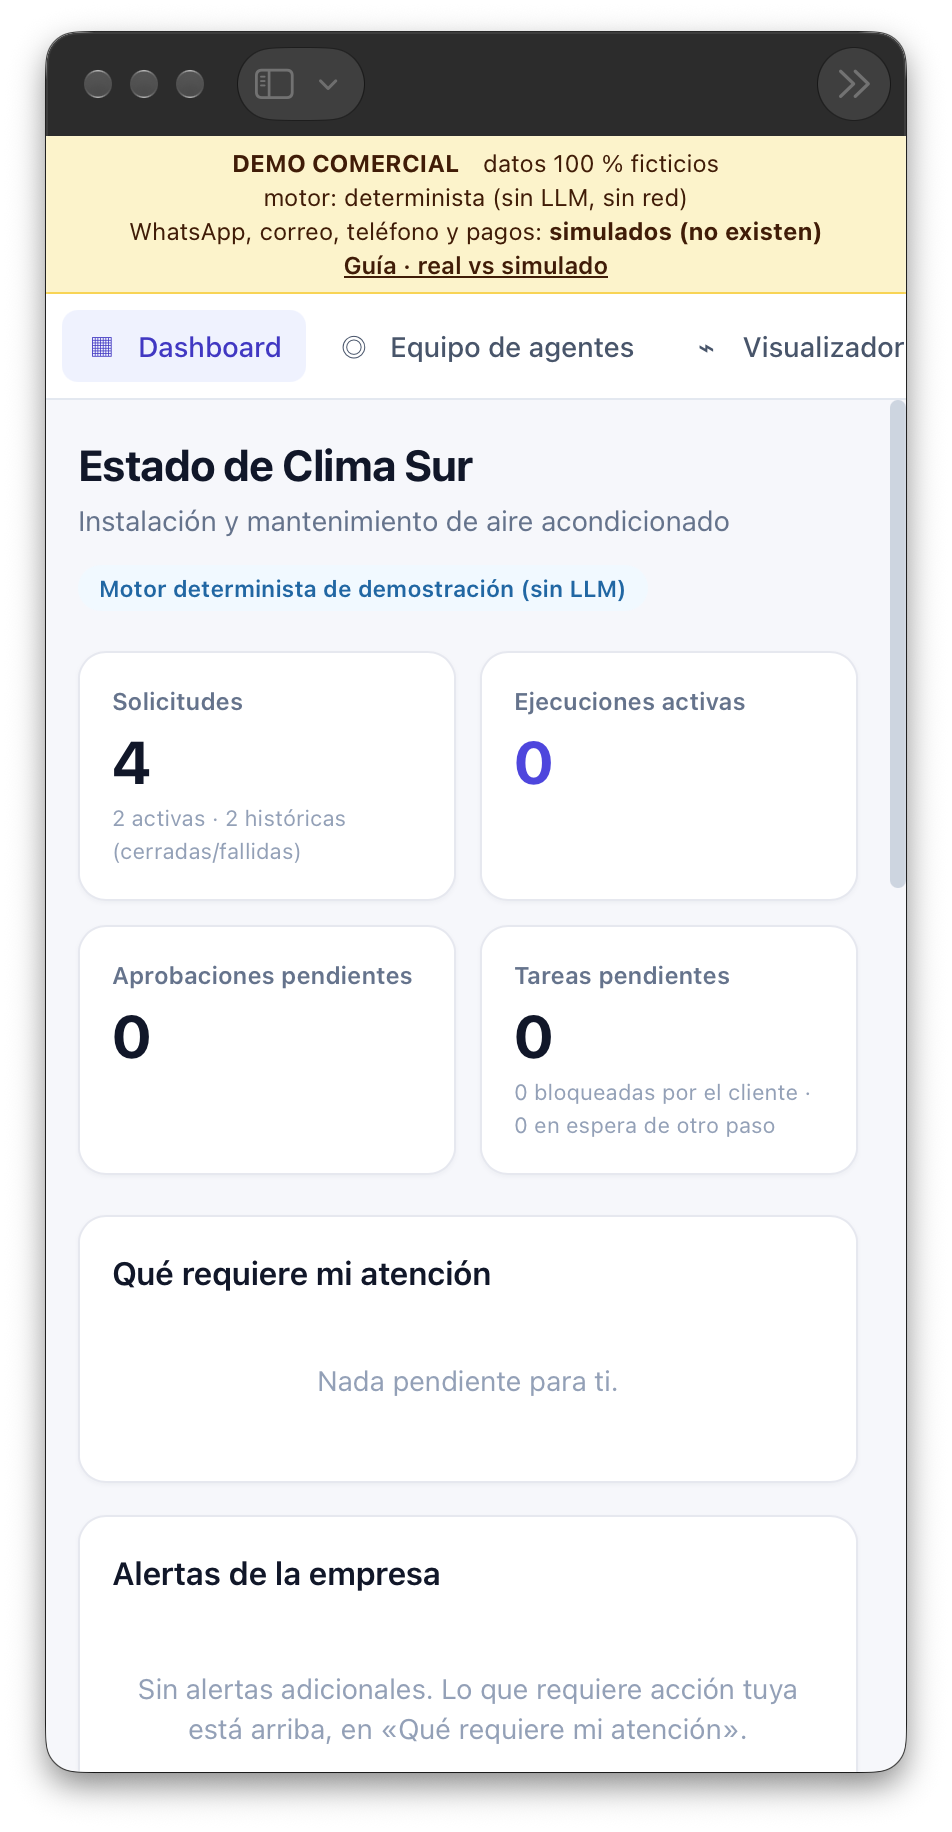 DEMO COMERCIAL datos 100 % ficticios
motor: determinista (sin LLM, sin red)
WhatsApp, correo, teléfono y pagos: simulados (no existen)
Guía · real vs simulado
Dashboard Equipo de agentes Visualizador
Estado de Clima Sur
Instalación y mantenimiento de aire acondicionado
Motor determinista de demostración (sin LLM)
Solicitudes
4
2 activas · 2 históricas
(cerradas/fallidas)
Ejecuciones activas
0
Aprobaciones pendientes
0
Tareas pendientes
0
0 bloqueadas por el cliente ·
0 en espera de otro paso
Qué requiere mi atención
Nada pendiente para ti.
Alertas de la empresa
Sin alertas adicionales. Lo que requiere acción tuya
está arriba, en «Qué requiere mi atención».